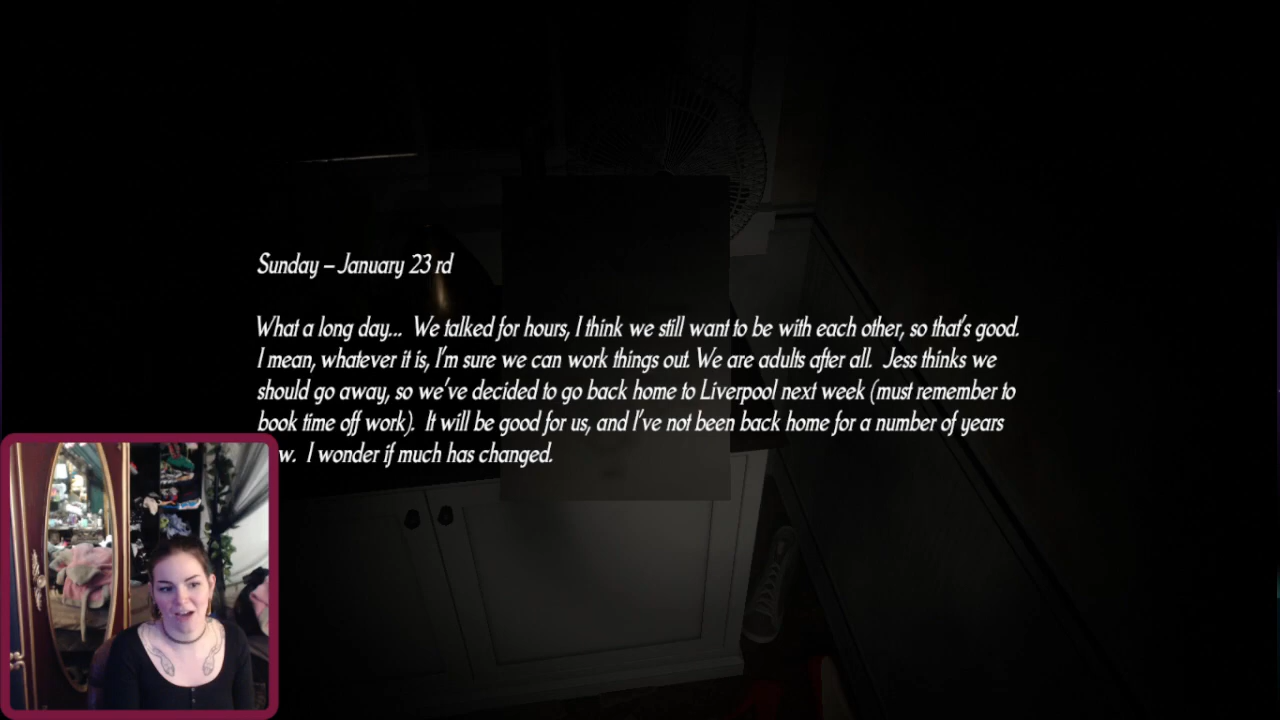 Sunday – January 23 rd
What a long day...  We talked for hours, I think we still want to be with each other, so that's good.
I mean, whatever it is, I'm sure we can work things out. We are adults after all.  Jess thinks we
should go away, so we've decided to go back home to Liverpool next week (must remember to
book time off work).  It will be good for us, and I've not been back home for a number of years
I wonder if much has changed.